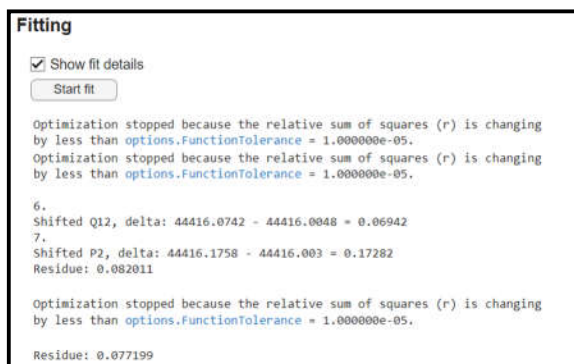 Fitting
Show fit details
Start fit
Optimization stopped because the relative sum of squares (r) is changing
by less than options.FunctionTolerance = 1.000000e-05.
Optimization stopped because the relative sum of squares (r) is changing
by less than options.FunctionTolerance = 1.000000e-05.
6.
Shifted Q12, delta: 44416.0742 - 44416.0048 = 0.06942
7.
Shifted P2, delta: 44416.1758 - 44416.003 = 0.17282
Residue: 0.082011
Optimization stopped because the relative sum of squares (r) is changing
by less than options.FunctionTolerance = 1.000000e-05.
Residue: 0.077199